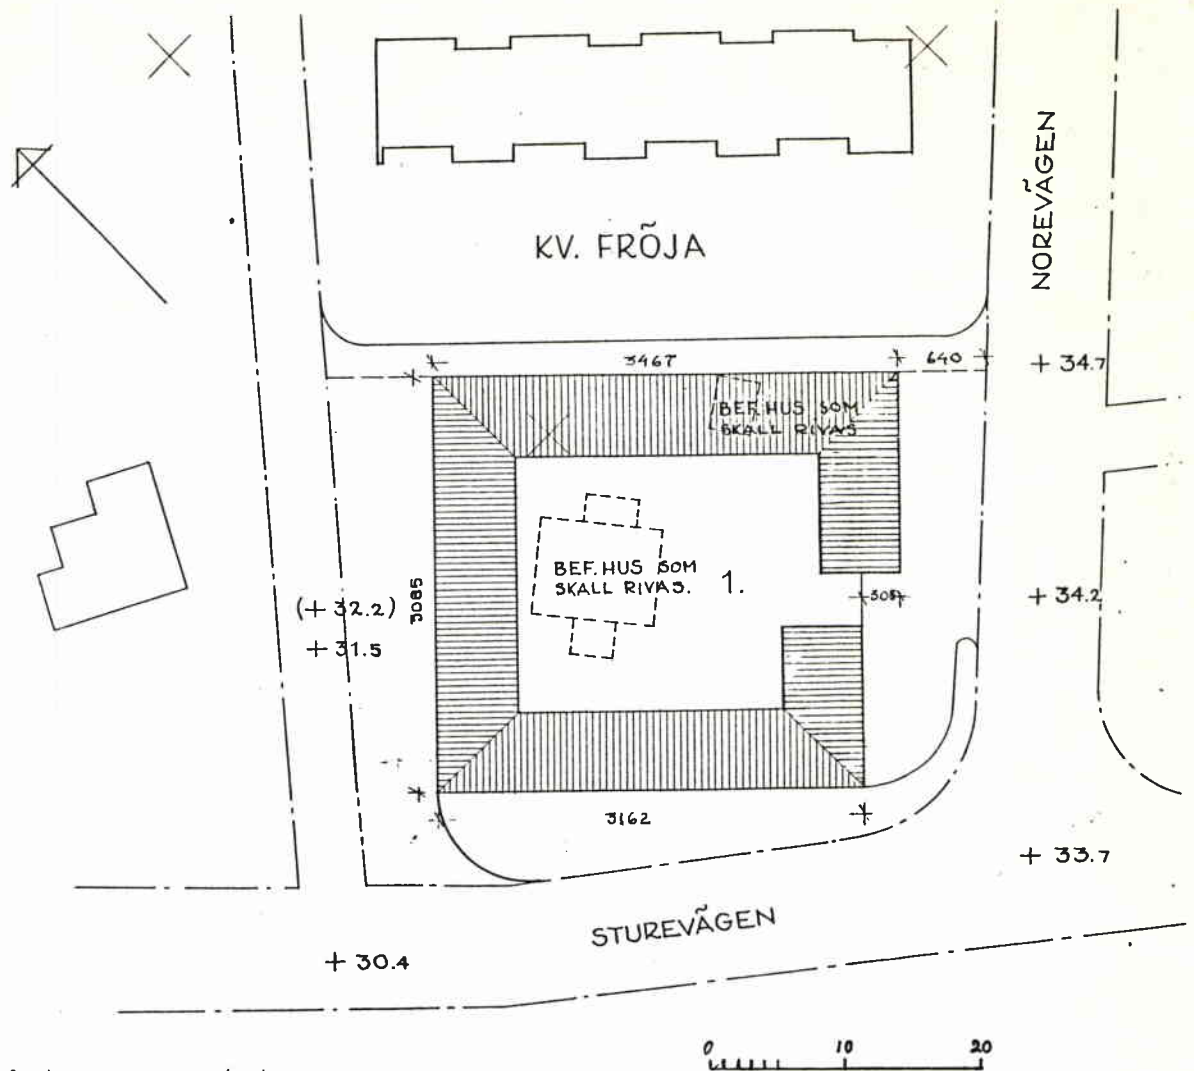 NOREVÄGEN
KV. FRÖJA
3467
640
+ 34.7
BEF. HUS SOM
SKALL RIVAS
BEF. HUS SOM
SKALL RIVAS.
1.
3085
(+ 32.2)
+ 31.5
305
+ 34.2
3162
+ 33.7
STUREVÄGEN
+ 30.4
0 10 20